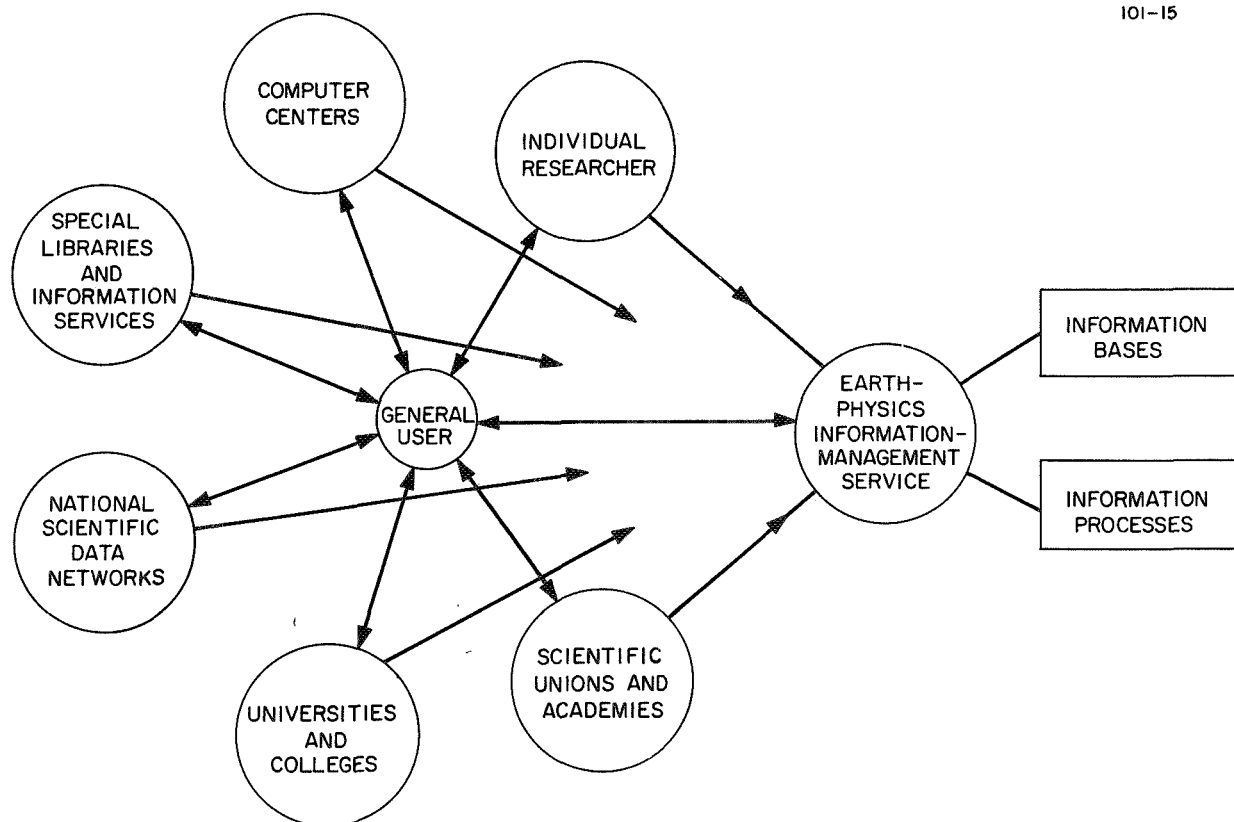 101-15
COMPUTER
CENTERS
INDIVIDUAL
RESEARCHER
SPECIAL
LIBRARIES
AND
INFORMATION
SERVICES
GENERAL
USER
EARTH-
PHYSICS
INFORMATION-
MANAGEMENT
SERVICE
INFORMATION
BASES
INFORMATION
PROCESSES
NATIONAL
SCIENTIFIC
DATA
NETWORKS
UNIVERSITIES
AND
COLLEGES
SCIENTIFIC
UNIONS AND
ACADEMIES